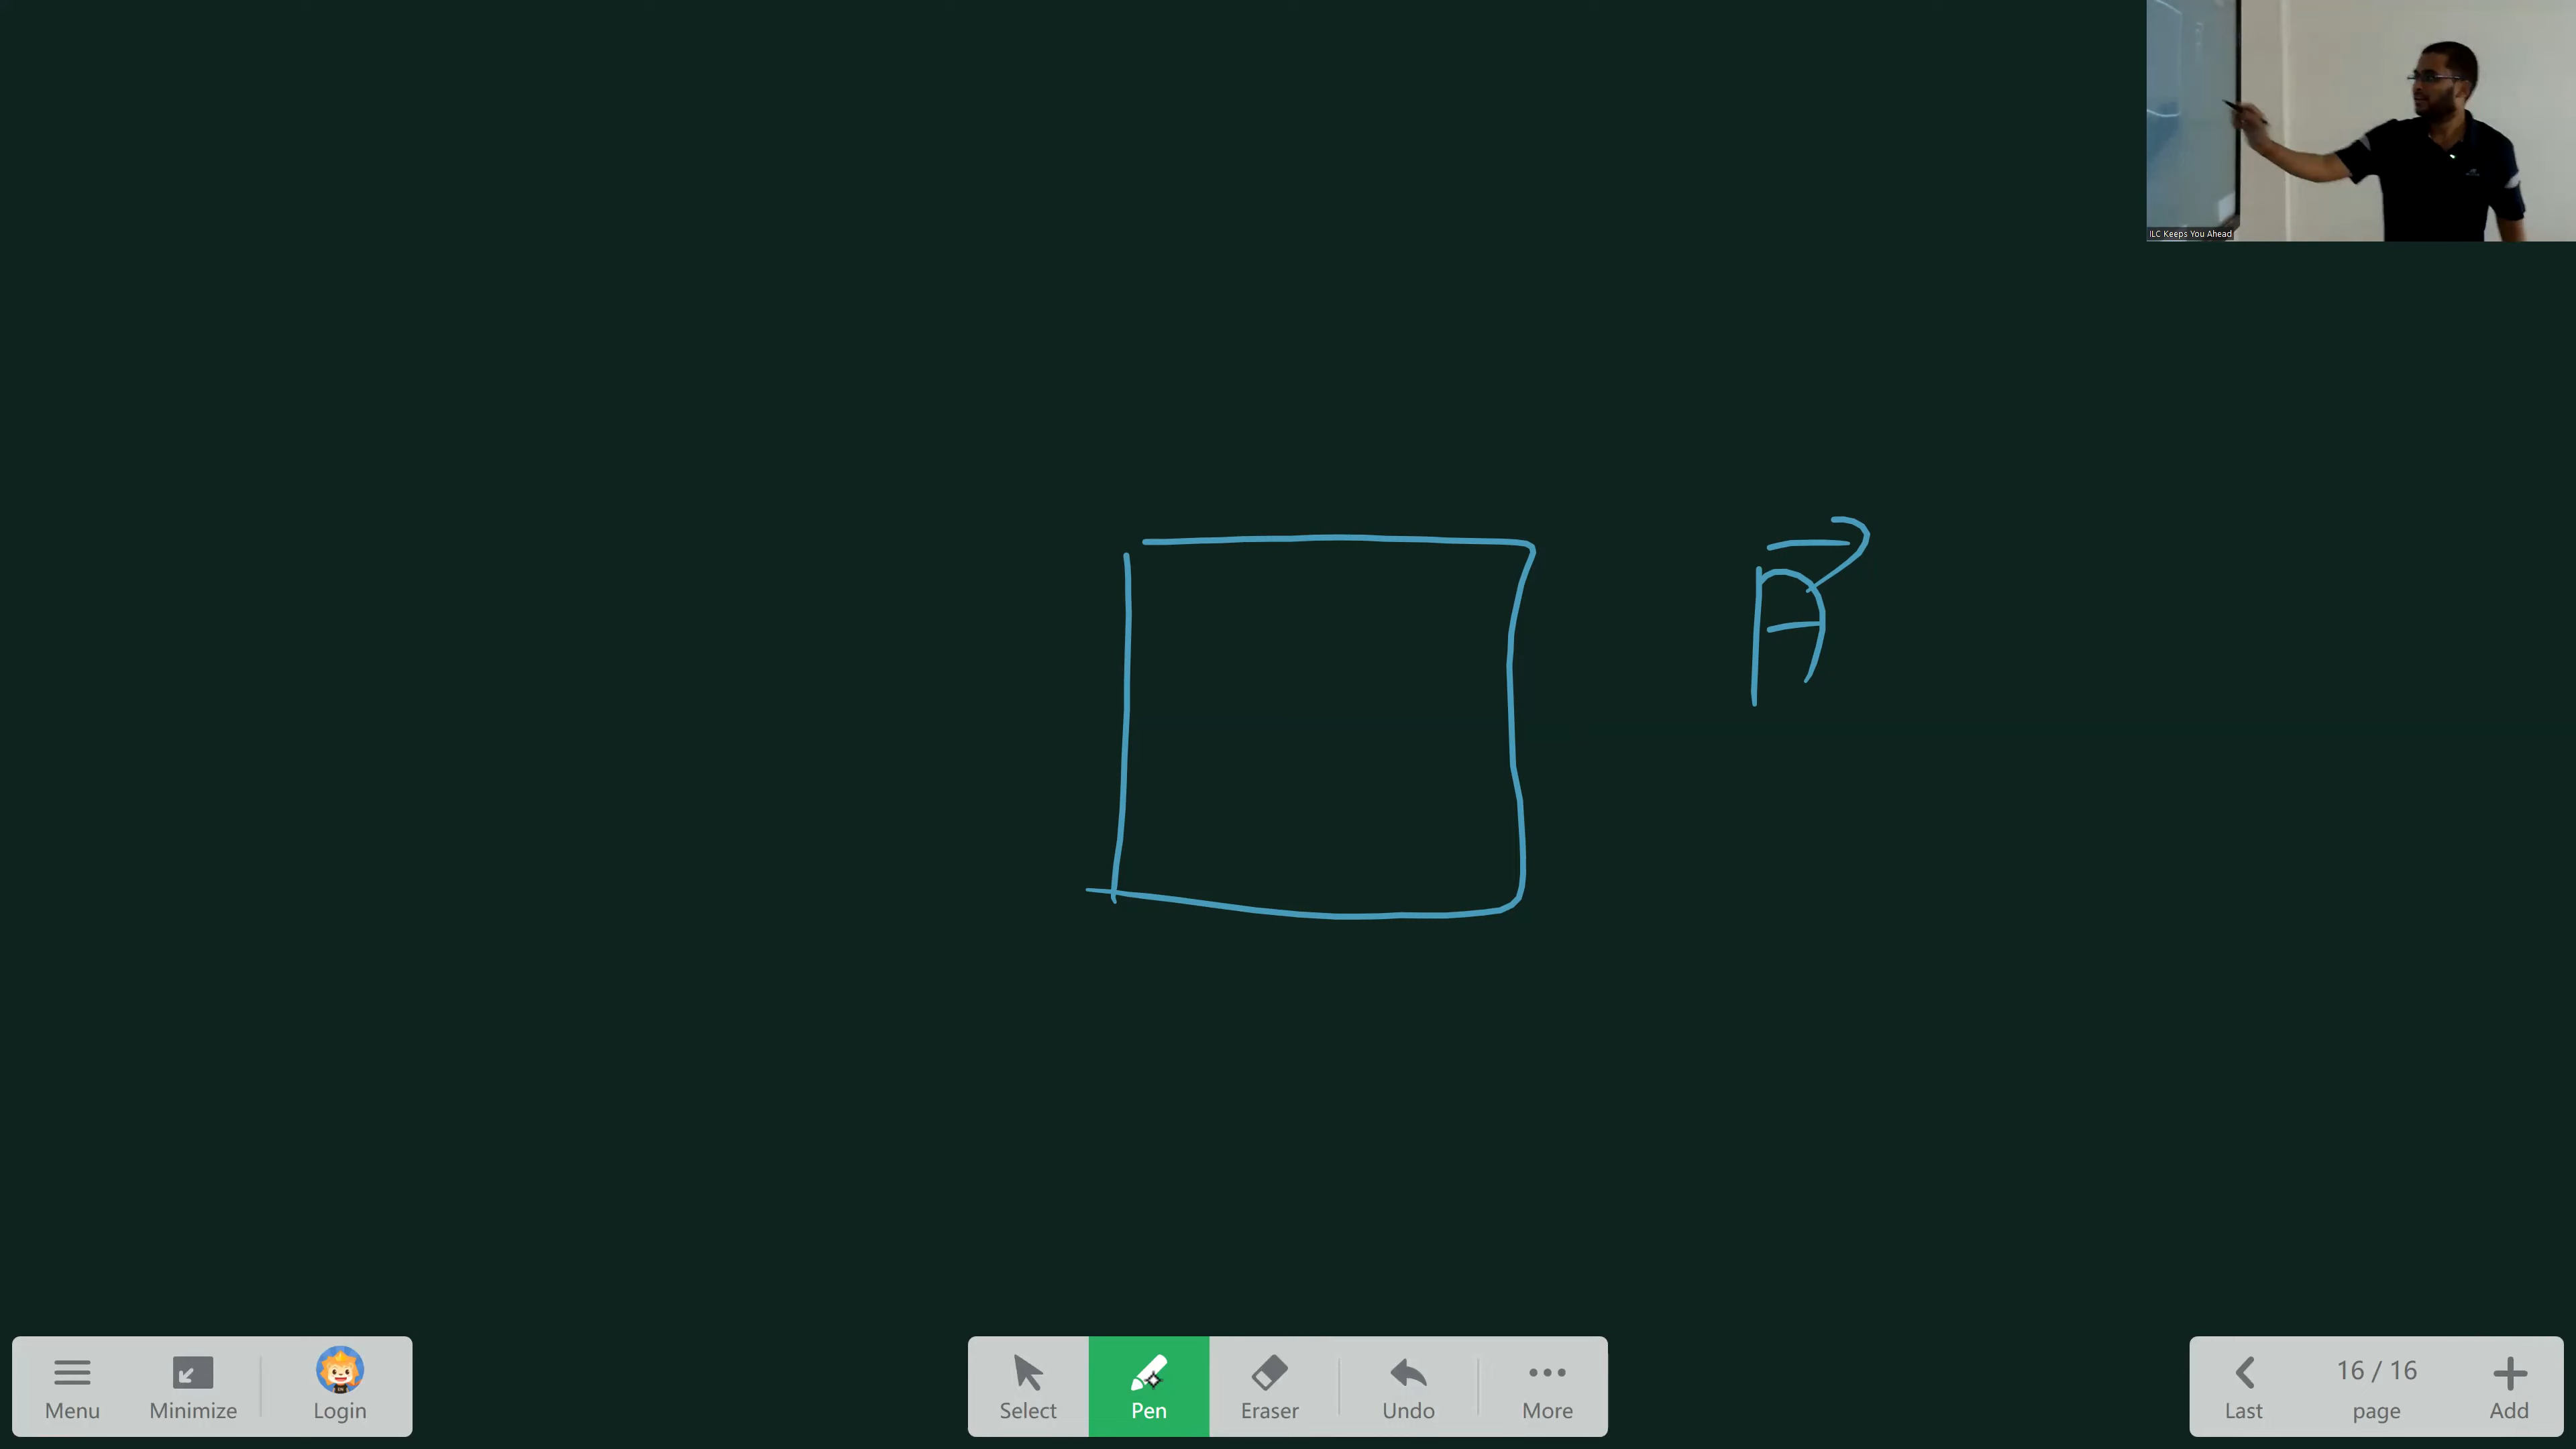 ILC Keeps You Ahead
A
Menu
Minimize
Login
Select
Pen
Eraser
Undo
More
Last
16 / 16
page
Add